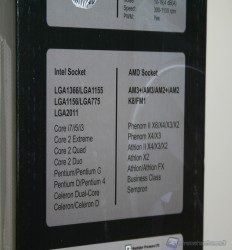 Speed:
PWM
Yes
Intel Socket
LGA1366/LGA1155
LGA1156/LGA775
LGA2011
Core i7/i5/i3
Core 2 Extreme
Core 2 Quad
Core 2 Duo
Pentium/Pentium G
Pentium D/Pentium 4
Celeron Dual-Core
Celeron/Celeron D
AMD Socket
AM3+/AM3/AM2+/AM2
K8/FM1
Phenom II X6/X4/X3/X2
Phenom X4/X3
Athlon II X4/X3/X2
Athlon X2
Athlon/Athlon FX
Business Class
Sempron